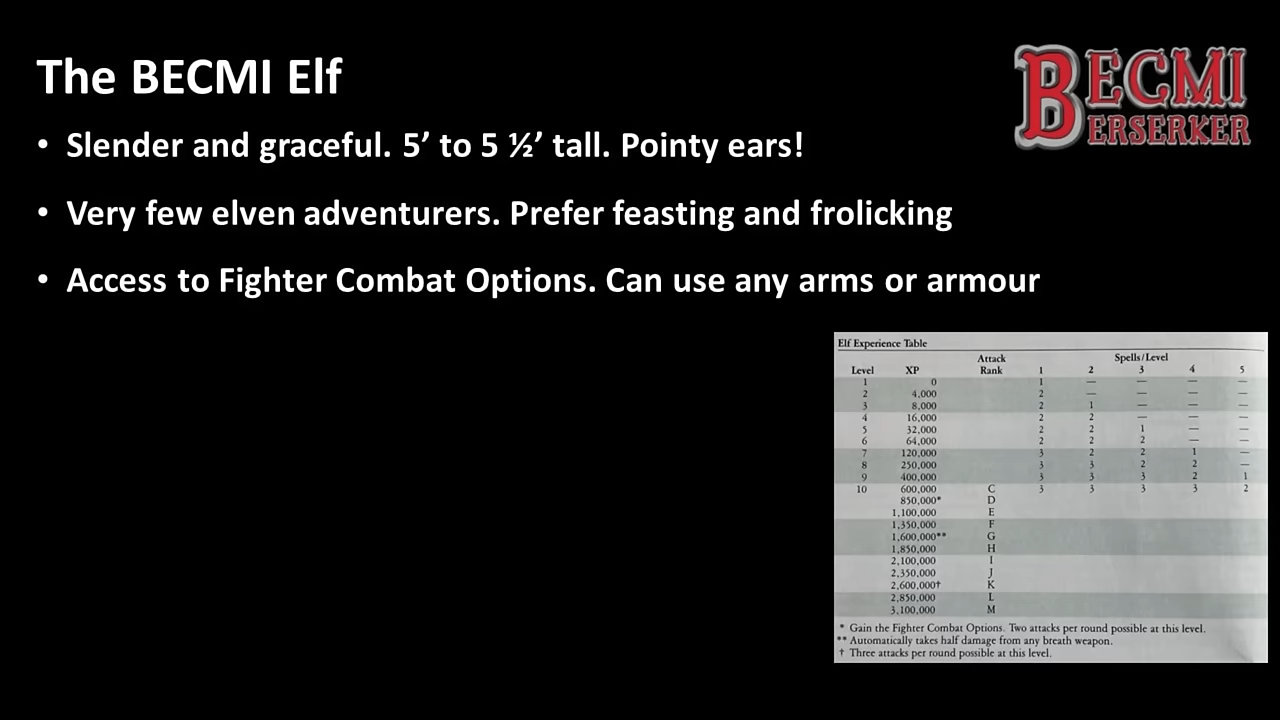 The BECMI Elf
BECMI
BERSERKER
• Slender and graceful. 5’ to 5 ½’ tall. Pointy ears!
• Very few elven adventurers. Prefer feasting and frolicking
• Access to Fighter Combat Options. Can use any arms or armour
Elf Experience Table
Attack Spells/Level
Level XP Rank 1 2 3 4 5
1 0 1 — — — —
2 4,000 2 — — — —
3 8,000 2 1 — — —
4 16,000 2 2 — — —
5 32,000 2 2 1 — —
6 64,000 2 2 2 — —
7 120,000 3 2 2 1 —
8 250,000 3 3 2 2 —
9 400,000 3 3 3 2 1
10 600,000 C 3 3 3 3 2
850,000* D
1,100,000 E
1,350,000 F
1,600,000** G
1,850,000 H
2,100,000 I
2,350,000 J
2,600,000† K
2,850,000 L
3,100,000 M
* Gain the Fighter Combat Options. Two attacks per round possible at this level.
** Automatically takes half damage from any breath weapon.
† Three attacks per round possible at this level.